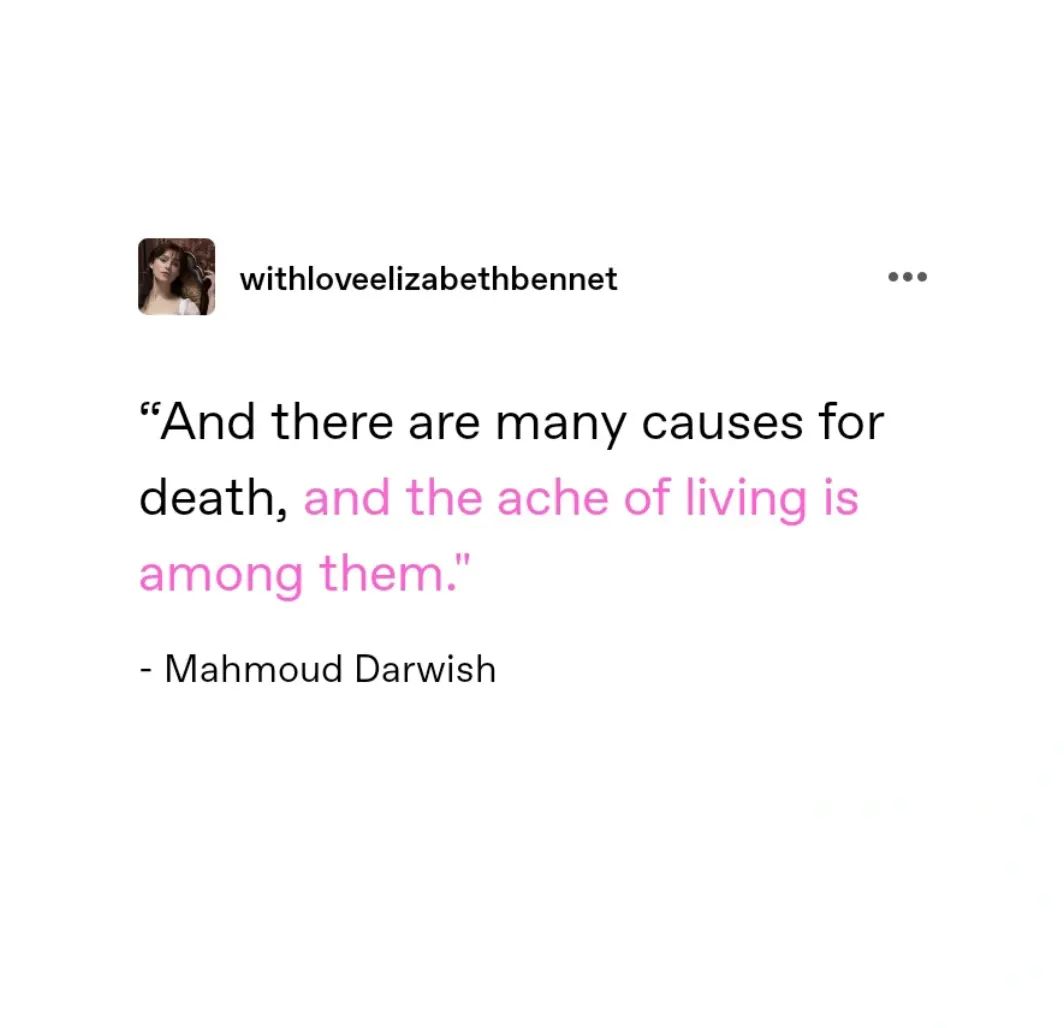 withloveelizabethbennet
“And there are many causes for
death, and the ache of living is
among them."
- Mahmoud Darwish